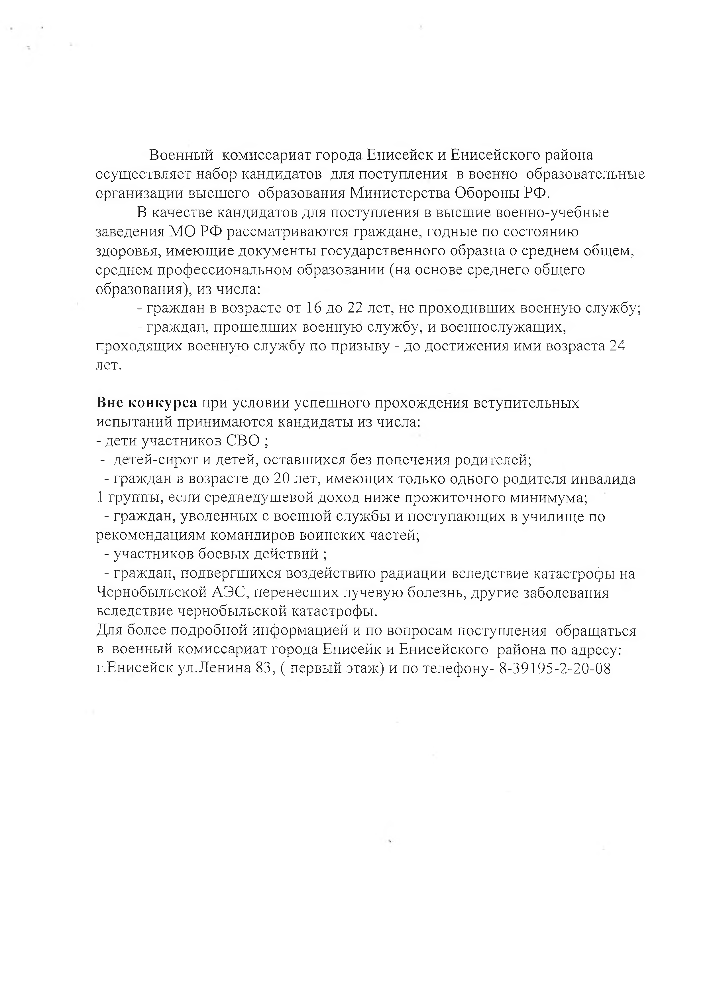 Военный комиссариат города Енисейск и Енисейского района
осуществляет набор кандидатов для поступления в военно образовательные
организации высшего образования Министерства Обороны РФ.
В качестве кандидатов для поступления в высшие военно-учебные
заведения МО РФ рассматриваются граждане, годные по состоянию
здоровья, имеющие документы государственного образца о среднем общем,
среднем профессиональном образовании (на основе среднего общего
образования), из числа:
- граждан в возрасте от 16 до 22 лет, не проходивших военную службу;
- граждан, прошедших военную службу, и военнослужащих,
проходящих военную службу по призыву - до достижения ими возраста 24
лет.
Вне конкурса при условии успешного прохождения вступительных
испытаний принимаются кандидаты из числа:
- дети участников СВО ;
- детей-сирот и детей, оставшихся без попечения родителей;
- граждан в возрасте до 20 лет, имеющих только одного родителя инвалида
1 группы, если среднедушевой доход ниже прожиточного минимума;
- граждан, уволенных с военной службы и поступающих в училище по
рекомендациям командиров воинских частей;
- участников боевых действий ;
- граждан, подвергшихся воздействию радиации вследствие катастрофы на
Чернобыльской АЭС, перенесших лучевую болезнь, другие заболевания
вследствие чернобыльской катастрофы.
Для более подробной информацией и по вопросам поступления обращаться
в военный комиссариат города Енисейк и Енисейского района по адресу:
г.Енисейск ул.Ленина 83, ( первый этаж) и по телефону- 8-39195-2-20-08